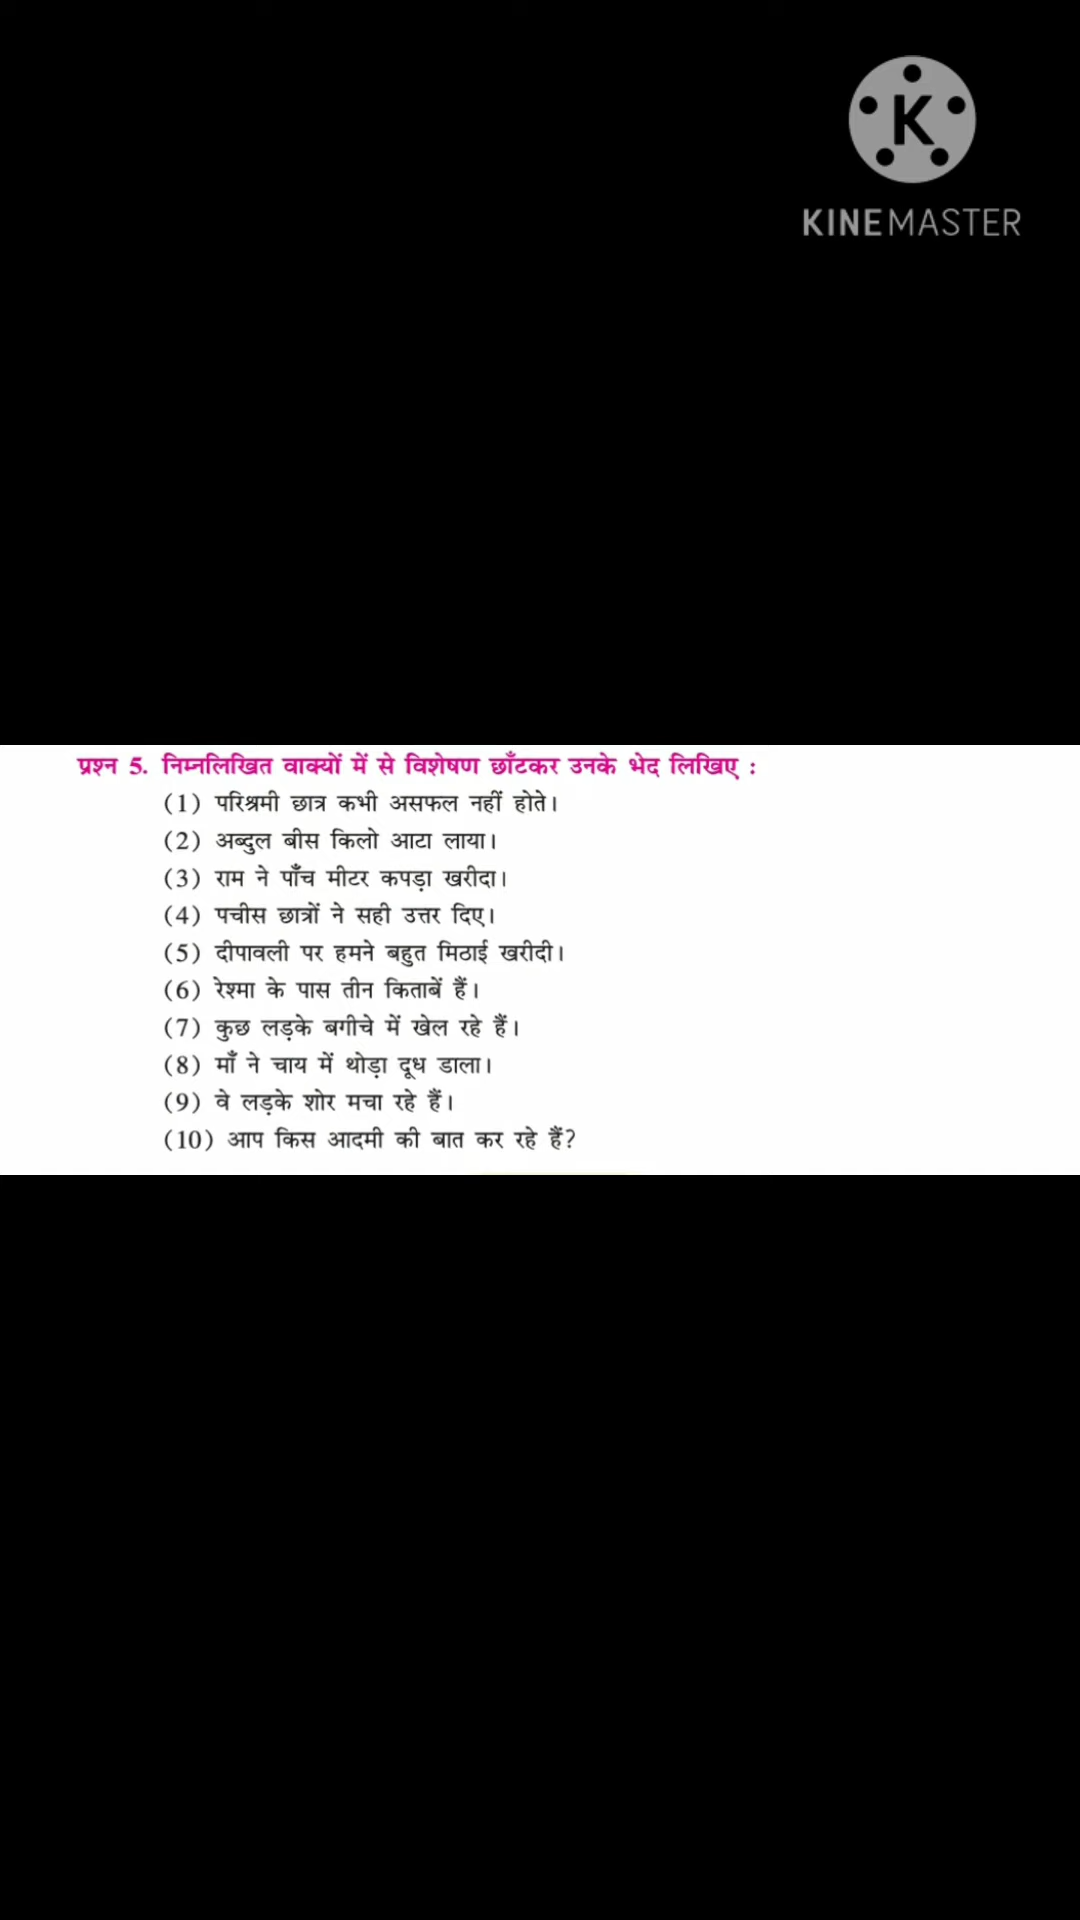 K
KINEMASTER
प्रश्न 5. निम्नलिखित वाक्यों में से विशेषण छाँटकर उनके भेद लिखिए :
(1) परिश्रमी छात्र कभी असफल नहीं होते।
(2) अब्दुल बीस किलो आटा लाया।
(3) राम ने पाँच मीटर कपड़ा खरीदा।
(4) पचीस छात्रों ने सही उत्तर दिए।
(5) दीपावली पर हमने बहुत मिठाई खरीदी।
(6) रेश्मा के पास तीन किताबें हैं।
(7) कुछ लड़के बगीचे में खेल रहे हैं।
(8) माँ ने चाय में थोड़ा दूध डाला।
(9) वे लड़के शोर मचा रहे हैं।
(10) आप किस आदमी की बात कर रहे हैं?